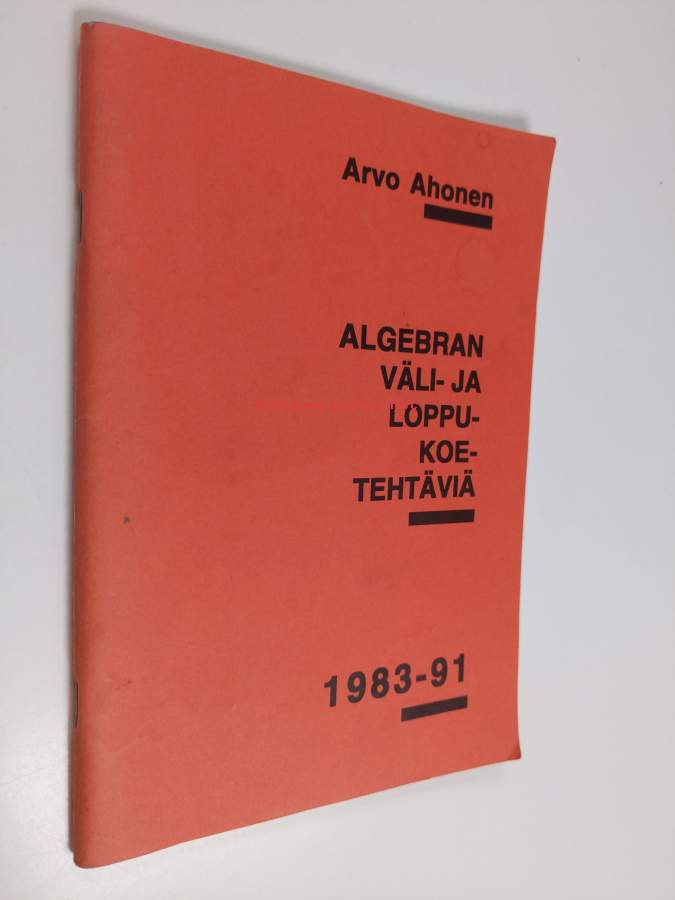 Arvo Ahonen
ALGEBRAN
VÄLI- JA
LOPPU-
KOE-
TEHTÄVIÄ
1983-91